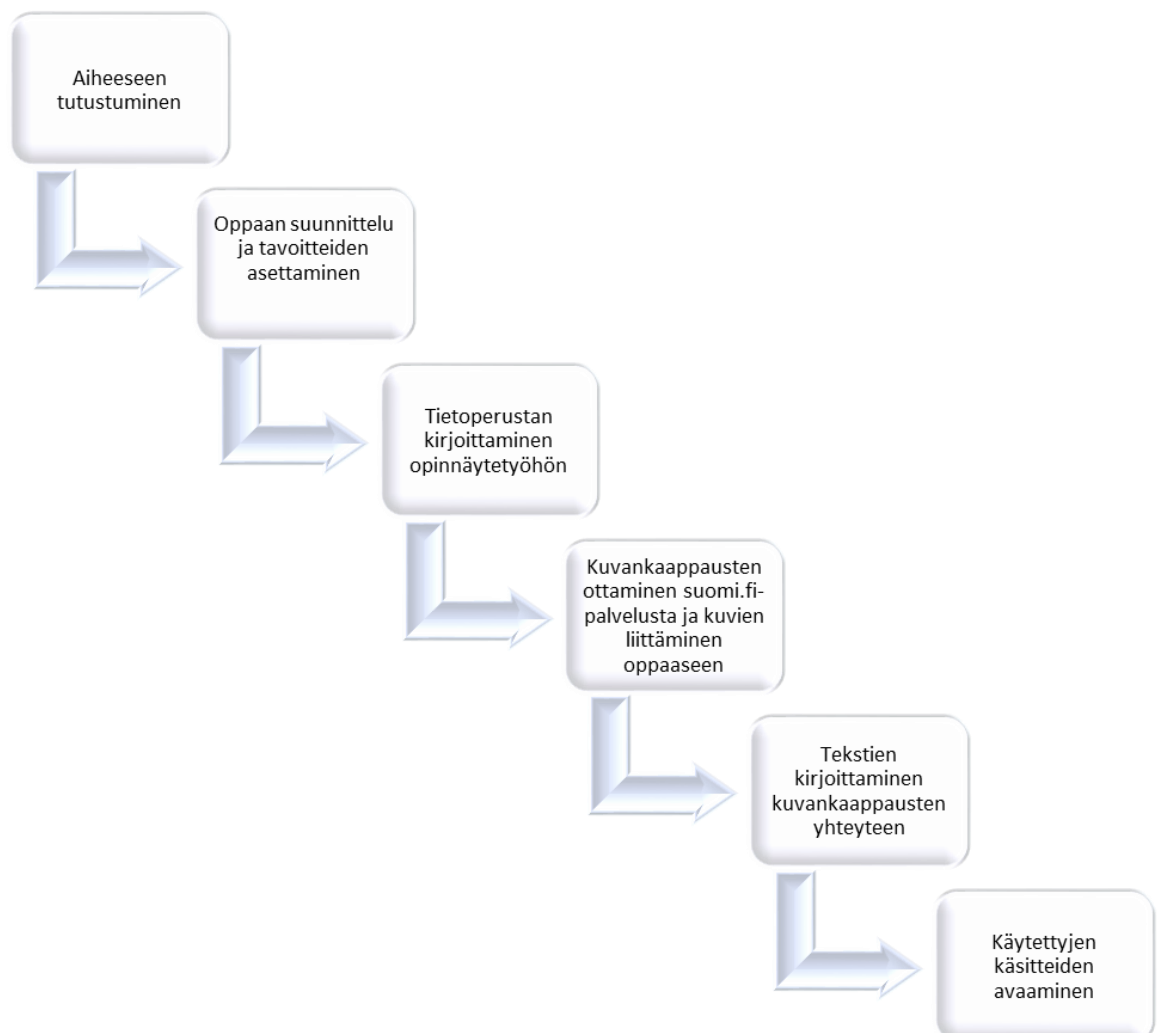 Aiheeseen
tutustuminen
Oppaan suunnittelu
ja tavoitteiden
asettaminen
Tietoperustan
kirjoittaminen
opinnäytetyöhön
Kuvankaappausten
ottaminen suomi.fi-
palvelusta ja kuvien
liittäminen
oppaaseen
Tekstien
kirjoittaminen
kuvankaappausten
yhteyteen
Käytettyjen
käsitteiden
avaaminen